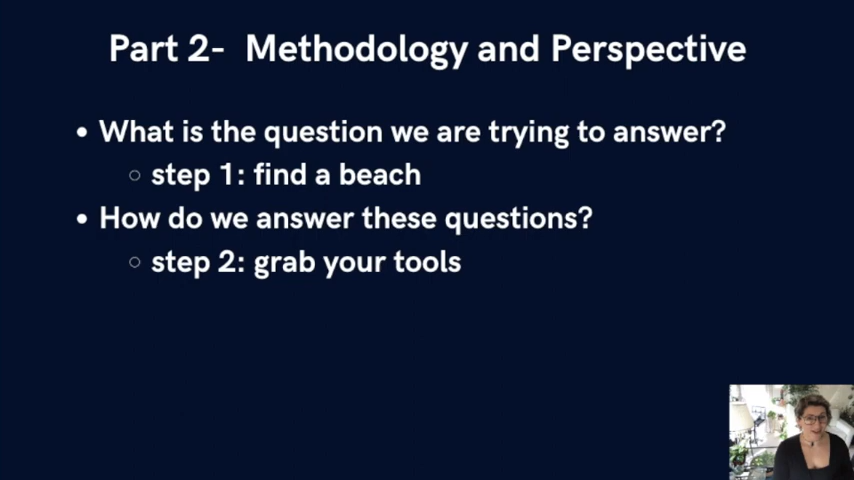 Part 2- Methodology and Perspective
• What is the question we are trying to answer?
○ step 1: find a beach
• How do we answer these questions?
○ step 2: grab your tools